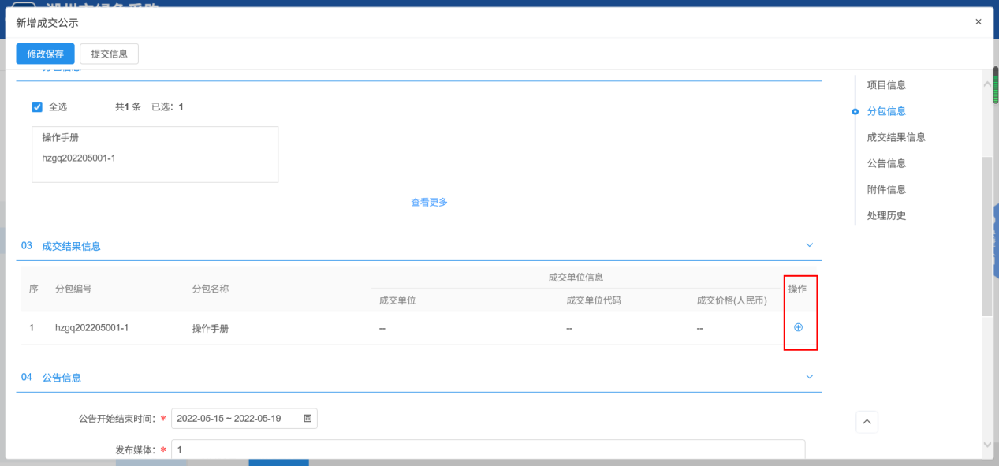 新增成交公示
×
修改保存 提交信息
全选 共1 条 已选：1
操作手册
hzgq202205001-1
查看更多
03 成交结果信息
序 分包编号 分包名称 成交单位信息 操作
成交单位 成交单位代码 成交价格(人民币)
1 hzgq202205001-1 操作手册 -- -- --
04 公告信息
公告开始结束时间：* 2022-05-15 ~ 2022-05-19
发布媒体：* 1
项目信息
分包信息
成交结果信息
公告信息
附件信息
处理历史